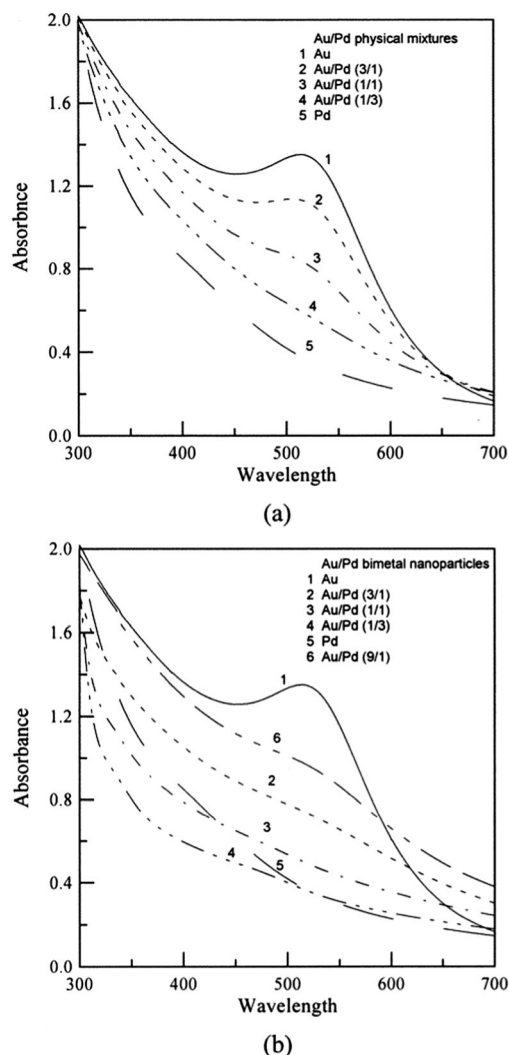 Au/Pd physical mixtures
1 Au
2 Au/Pd (3/1)
3 Au/Pd (1/1)
4 Au/Pd (1/3)
5 Pd
2.0
1.6
1.2
0.8
0.4
0.0
Absorbnce
1
2
3
4
5
300 400 500 600 700
Wavelength
(a)
Au/Pd bimetal nanoparticles
1 Au
2 Au/Pd (3/1)
3 Au/Pd (1/1)
4 Au/Pd (1/3)
5 Pd
6 Au/Pd (9/1)
2.0
1.6
1.2
0.8
0.4
0.0
Absorbance
1
6
2
3
4
5
300 400 500 600 700
Wavelength
(b)